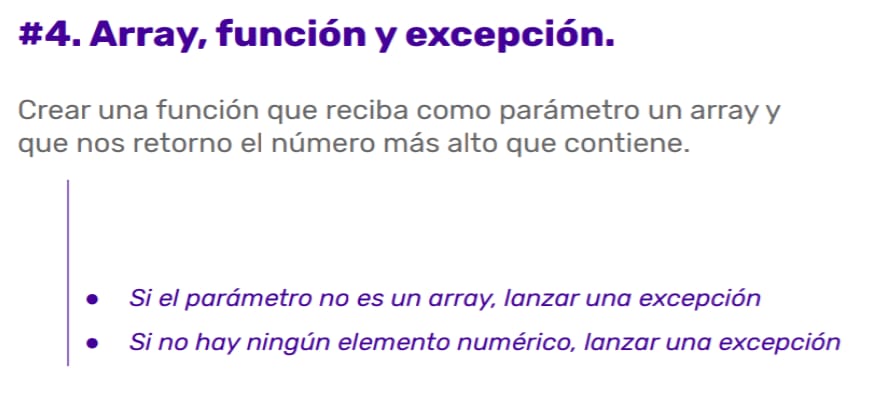 #4. Array, función y excepción.
Crear una función que reciba como parámetro un array y
que nos retorno el número más alto que contiene.
● Si el parámetro no es un array, lanzar una excepción
● Si no hay ningún elemento numérico, lanzar una excepción